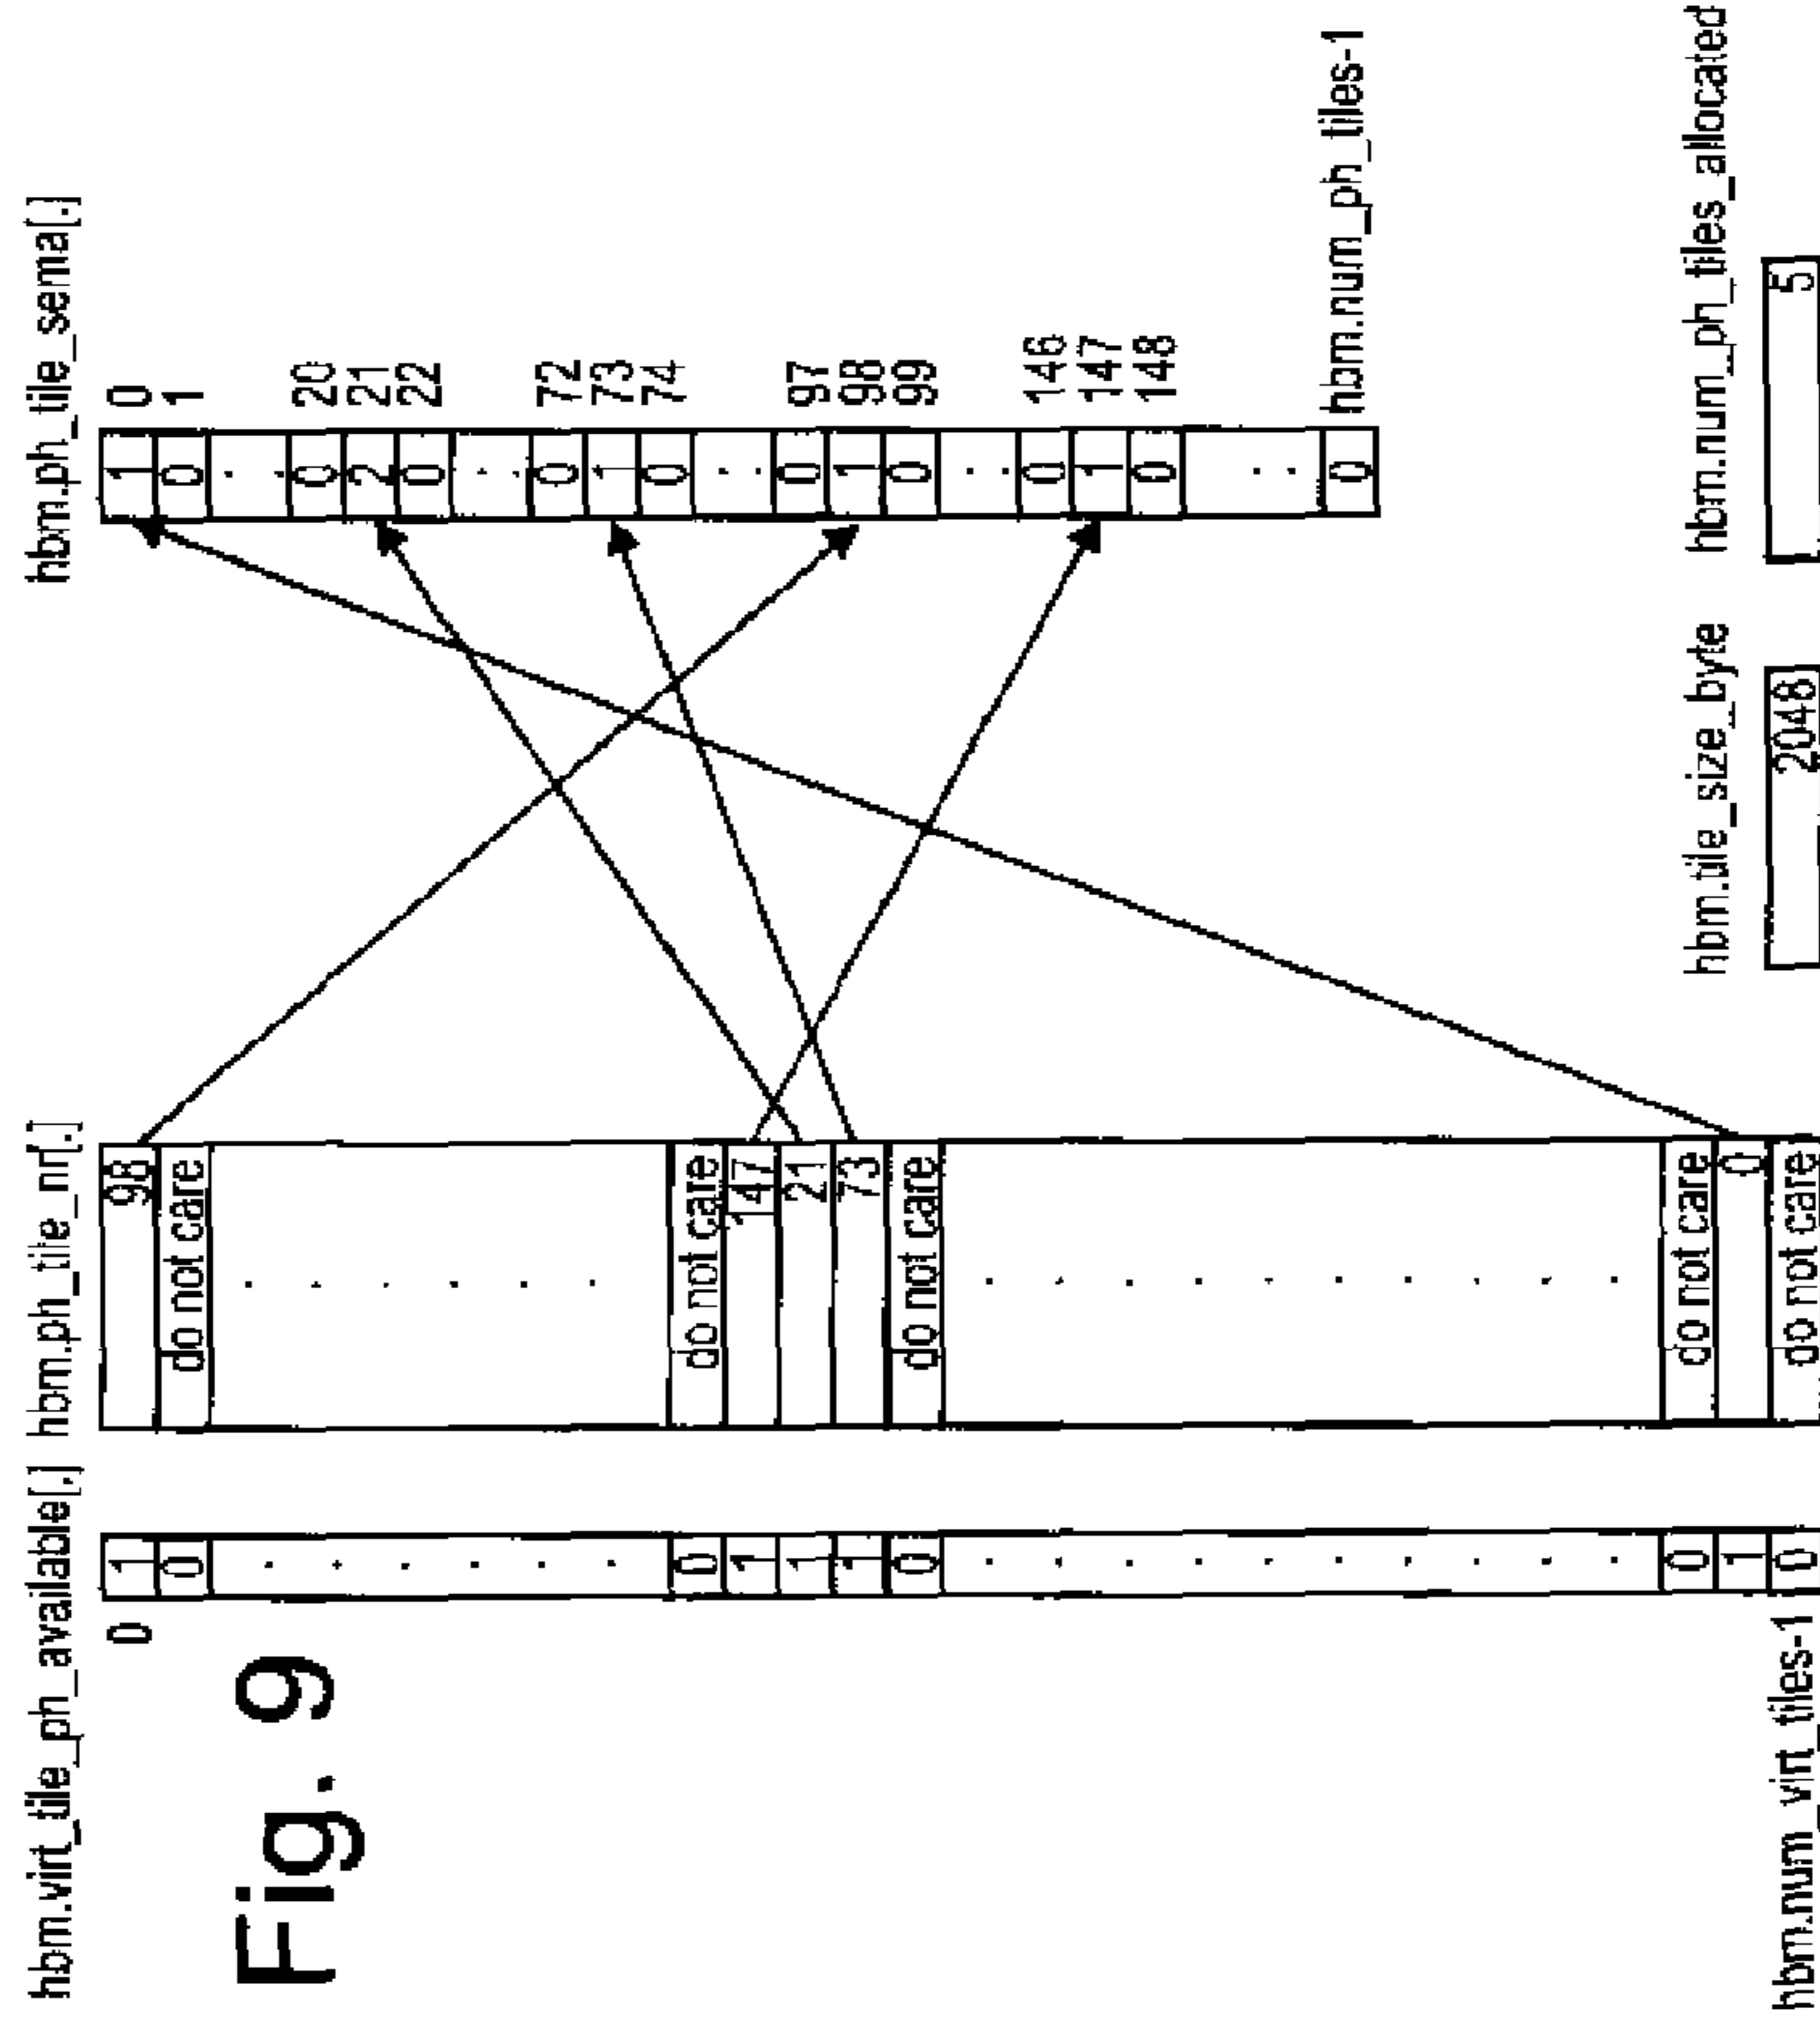 Fig. 9
hbm.virt_tile_ph_available[.]
0
1
0
0
1
1
1
0
0
1
0
hbm.num_virt_tiles-1
hbm.ph_tile_nr[.]
98
do not care
do not care
147
21
73
do not care
do not care
0
do not care
hbm.ph_tile_sema[.]
1 0
0 1
0 20
2 21
0 22
0 72
1 73
0 74
0 97
1 98
0 99
0 146
1 147
0 148
0 hbm.num_ph_tiles-1
hbm.tile_size_byte
2048
hbm.num_ph_tiles_allocated
5